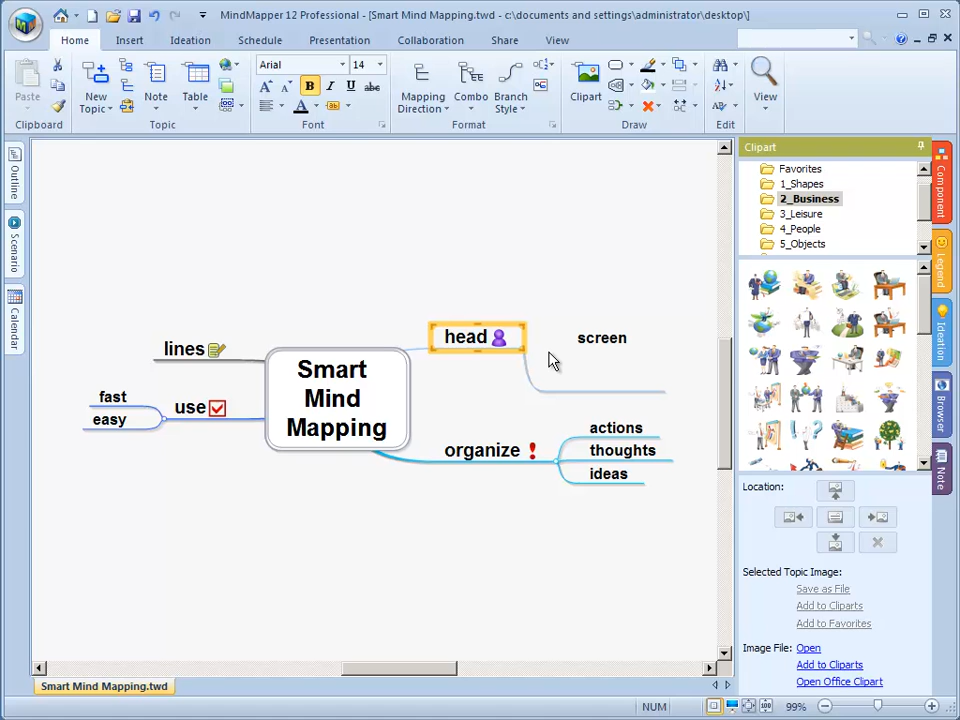 MindMapper 12 Professional - [Smart Mind Mapping.twd - c:\documents and settings\administrator\desktop\]
Home
Insert
Ideation
Schedule
Presentation
Collaboration
Share
View
Paste
Clipboard
New
Topic
Note
Table
Topic
Arial
14
B I U abc
Font
Mapping
Direction
Combo
Branch
Style
Format
Clipart
Draw
Edit
View
Outline
Scenario
Calendar
lines
use
fast
easy
Smart
Mind
Mapping
head
screen
organize
actions
thoughts
ideas
Clipart
Favorites
1_Shapes
2_Business
3_Leisure
4_People
5_Objects
Location:
Selected Topic Image:
Save as File
Add to Cliparts
Add to Favorites
Image File: Open
Add to Cliparts
Open Office Clipart
Component
Legend
Ideation
Browser
Note
Smart Mind Mapping.twd
NUM
99%